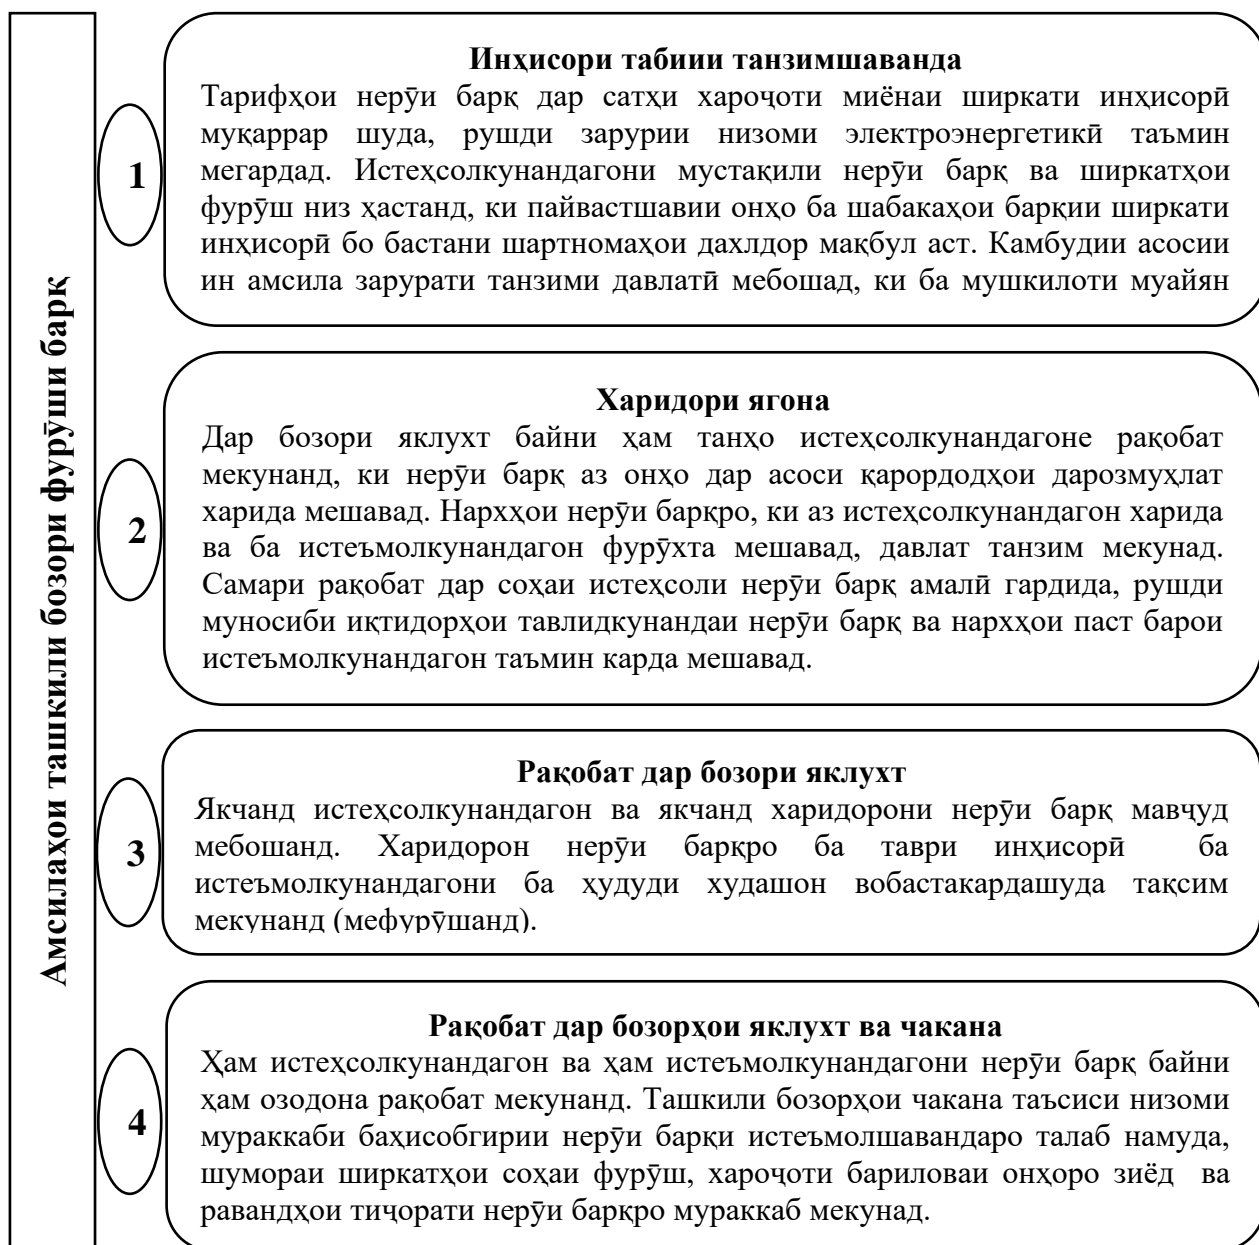 Амсилаҳои ташкили бозори фурӯши барқ
1
Инҳисори табиии танзимшаванда
Тарифҳои нерӯи барқ дар сатҳи хароҷоти миёнаи ширкати инҳисорӣ
муқаррар шуда, рушди зарурии низоми электроэнергетикӣ таъмин
мегардад. Истеҳсолкунандагони мустақили нерӯи барқ ва ширкатҳои
фурӯш низ ҳастанд, ки пайвастшавии онҳо ба шабакаҳои барқии ширкати
инҳисорӣ бо бастани шартномаҳои дахлдор мақбул аст. Камбудии асосии
ин амсила зарурати танзими давлатӣ мебошад, ки ба мушкилоти муайян
2
Харидори ягона
Дар бозори яклухт байни ҳам танҳо истеҳсолкунандагоне рақобат
мекунанд, ки нерӯи барқ аз онҳо дар асоси қарордодҳои дарозмуҳлат
харида мешавад. Нархҳои нерӯи барқро, ки аз истеҳсолкунандагон харида
ва ба истеъмолкунандагон фурӯхта мешавад, давлат танзим мекунад.
Самари рақобат дар соҳаи истеҳсоли нерӯи барқ амалӣ гардида, рушди
муносиби иқтидорҳои тавлидкунандаи нерӯи барқ ва нархҳои паст барои
истеъмолкунандагон таъмин карда мешавад.
3
Рақобат дар бозори яклухт
Якчанд истеҳсолкунандагон ва якчанд харидорони нерӯи барқ мавҷуд
мебошанд. Харидорон нерӯи барқро ба таври инҳисорӣ ба
истеъмолкунандагони ба ҳудуди худашон вобастакардашуда тақсим
мекунанд (мефурӯшанд).
4
Рақобат дар бозорҳои яклухт ва чакана
Ҳам истеҳсолкунандагон ва ҳам истеъмолкунандагони нерӯи барқ байни
ҳам озодона рақобат мекунанд. Ташкили бозорҳои чакана таъсиси низоми
мураккаби баҳисобгирии нерӯи барқи истеъмолшавандаро талаб намуда,
шумораи ширкатҳои соҳаи фурӯш, хароҷоти бариловаи онҳоро зиёд ва
равандҳои тиҷорати нерӯи барқро мураккаб мекунад.